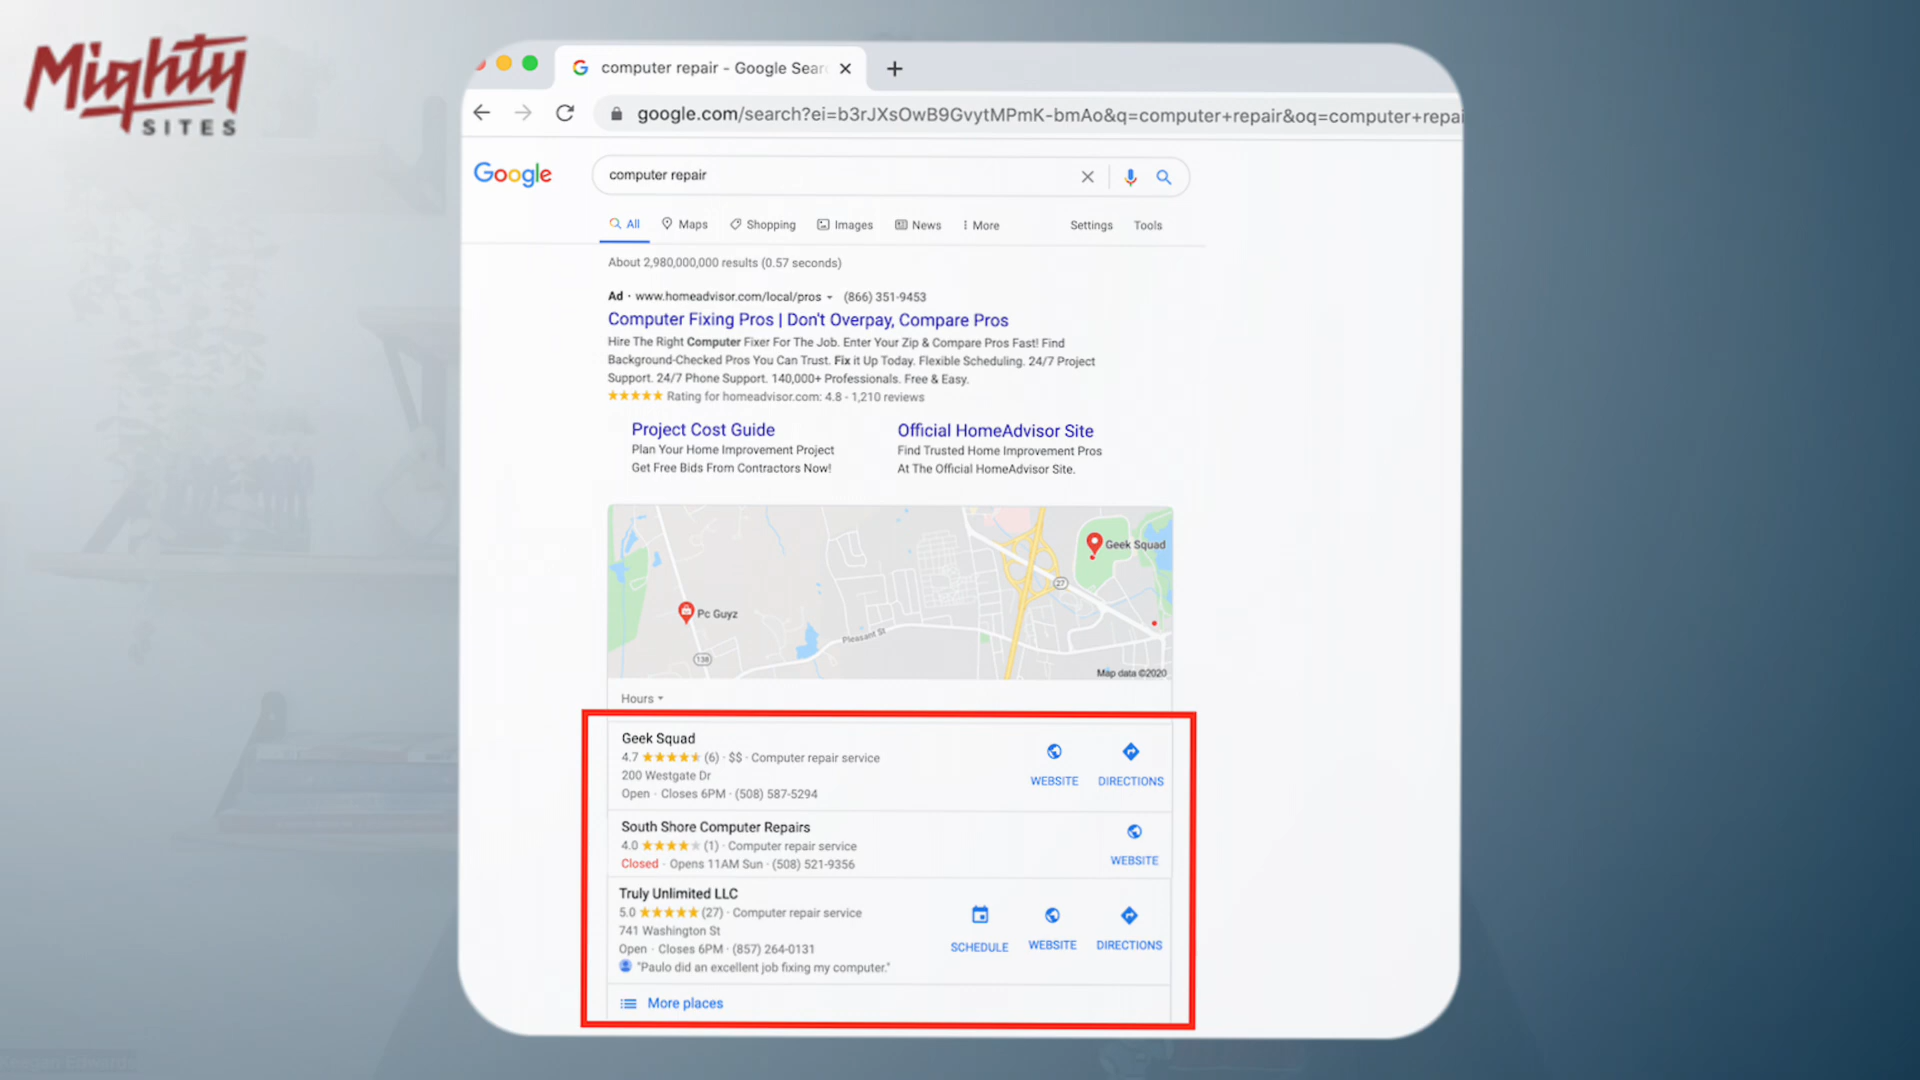 Mighty
SITES
computer repair - Google Sear
google.com/search?ei=b3rJXsOwB9GvytMPmK-bmAo&q=computer+repair&oq=computer+repai
Google
computer repair
All Maps Shopping Images News More Settings Tools
About 2,980,000,000 results (0.57 seconds)
Ad · www.homeadvisor.com/local/pros (866) 351-9453
Computer Fixing Pros | Don't Overpay, Compare Pros
Hire The Right Computer Fixer For The Job. Enter Your Zip & Compare Pros Fast! Find
Background-Checked Pros You Can Trust. Fix it Up Today. Flexible Scheduling. 24/7 Project
Support. 24/7 Phone Support. 140,000+ Professionals. Free & Easy.
Rating for homeadvisor.com: 4.8 - 1,210 reviews
Project Cost Guide
Plan Your Home Improvement Project
Get Free Bids From Contractors Now!
Official HomeAdvisor Site
Find Trusted Home Improvement Pros
At The Official HomeAdvisor Site.
Geek Squad
27
Pc Guyz
Pleasant St
138
Map data ©2020
Hours
Geek Squad
4.7 (6) · $$ · Computer repair service
200 Westgate Dr
Open · Closes 6PM · (508) 587-5294
WEBSITE DIRECTIONS
South Shore Computer Repairs
4.0 (1) · Computer repair service
Closed · Opens 11AM Sun · (508) 521-9356
WEBSITE
Truly Unlimited LLC
5.0 (27) · Computer repair service
741 Washington St
Open · Closes 6PM · (857) 264-0131
"Paulo did an excellent job fixing my computer."
SCHEDULE WEBSITE DIRECTIONS
More places